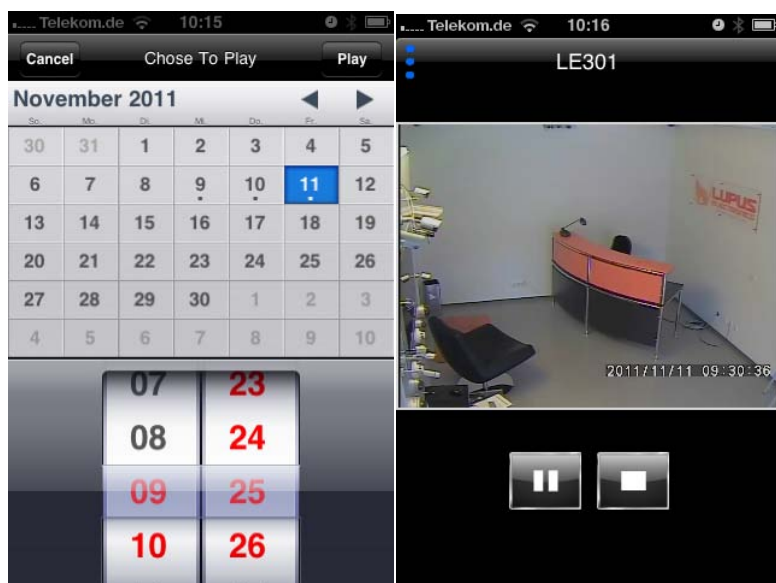 Telekom.de 10:15
Cancel Chose To Play Play
November 2011
So. Mo. Di. Mi. Do. Fr. Sa.
30 31 1 2 3 4 5
6 7 8 9 10 11 12
13 14 15 16 17 18 19
20 21 22 23 24 25 26
27 28 29 30 1 2 3
4 5 6 7 8 9 10
07 23
08 24
09 25
10 26
Telekom.de 10:16
LE301
LUPUS
ELECTRONICS
2011/11/11 09:30:36